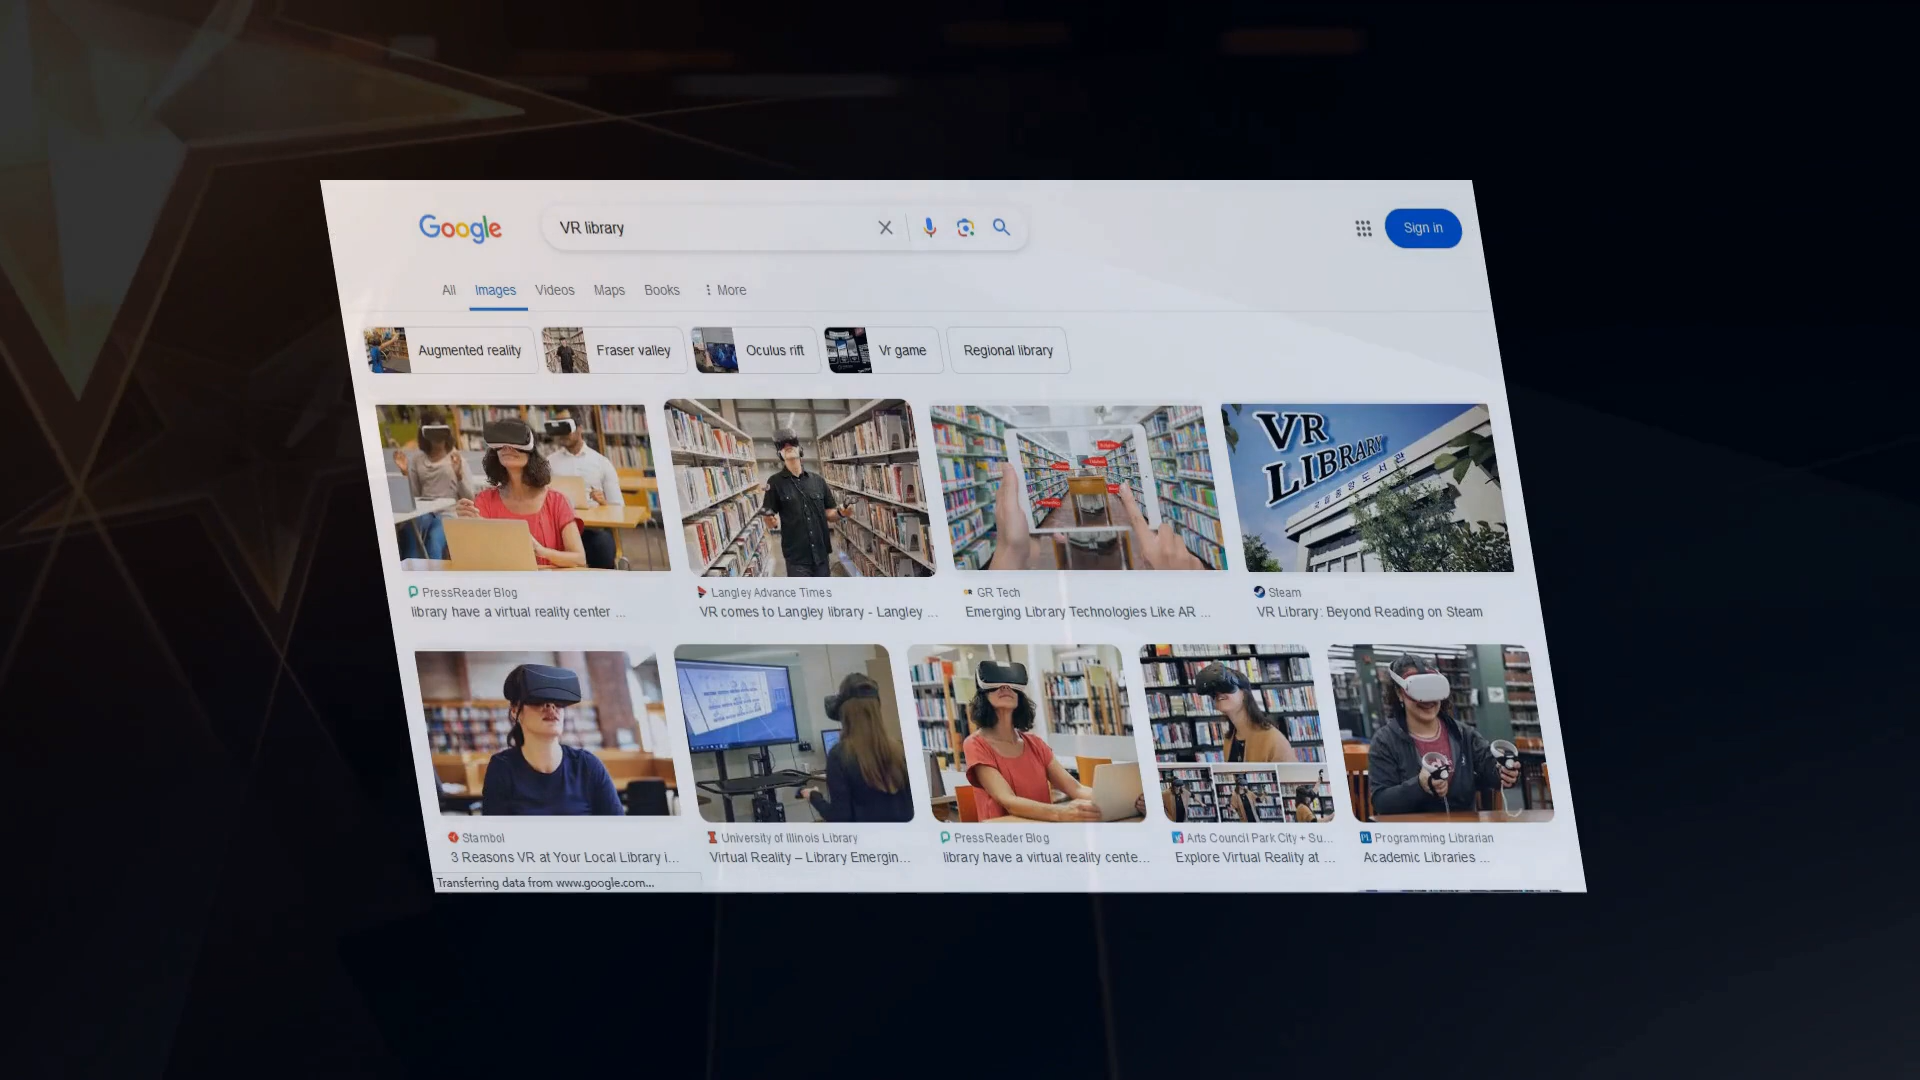 Google
VR library
Sign in
All Images Videos Maps Books More
Augmented reality
Fraser valley
Oculus rift
Vr game
Regional library
VR
LIBRARY
PressReader Blog
library have a virtual reality center ...
Langley Advance Times
VR comes to Langley library - Langley ...
GR Tech
Emerging Library Technologies Like AR ...
Steam
VR Library: Beyond Reading on Steam
Stambol
3 Reasons VR at Your Local Library i...
University of Illinois Library
Virtual Reality – Library Emergin...
PressReader Blog
library have a virtual reality cente...
Arts Council Park City + Su...
Explore Virtual Reality at ...
Programming Librarian
Academic Libraries ...
Transferring data from www.google.com...